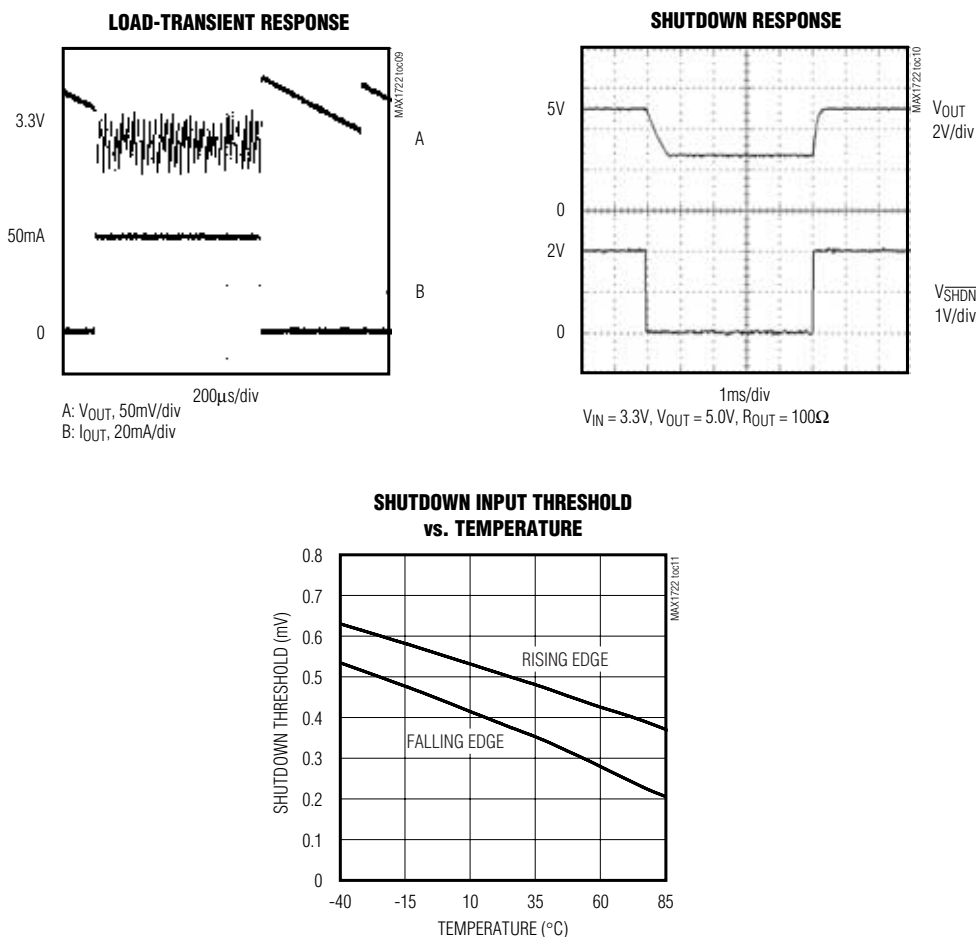 LOAD-TRANSIENT RESPONSE
MAX1722 toc09
3.3V
A
50mA
B
0
200µs/div
A: VOUT, 50mV/div
B: IOUT, 20mA/div
SHUTDOWN RESPONSE
MAX1722 toc10
5V
VOUT
2V/div
0
2V
VSHDN
1V/div
0
1ms/div
VIN = 3.3V, VOUT = 5.0V, ROUT = 100Ω
SHUTDOWN INPUT THRESHOLD
vs. TEMPERATURE
MAX1722 toc11
SHUTDOWN THRESHOLD (mV)
0.8
0.7
0.6
0.5
0.4
0.3
0.2
0.1
0
RISING EDGE
FALLING EDGE
-40 -15 10 35 60 85
TEMPERATURE (°C)